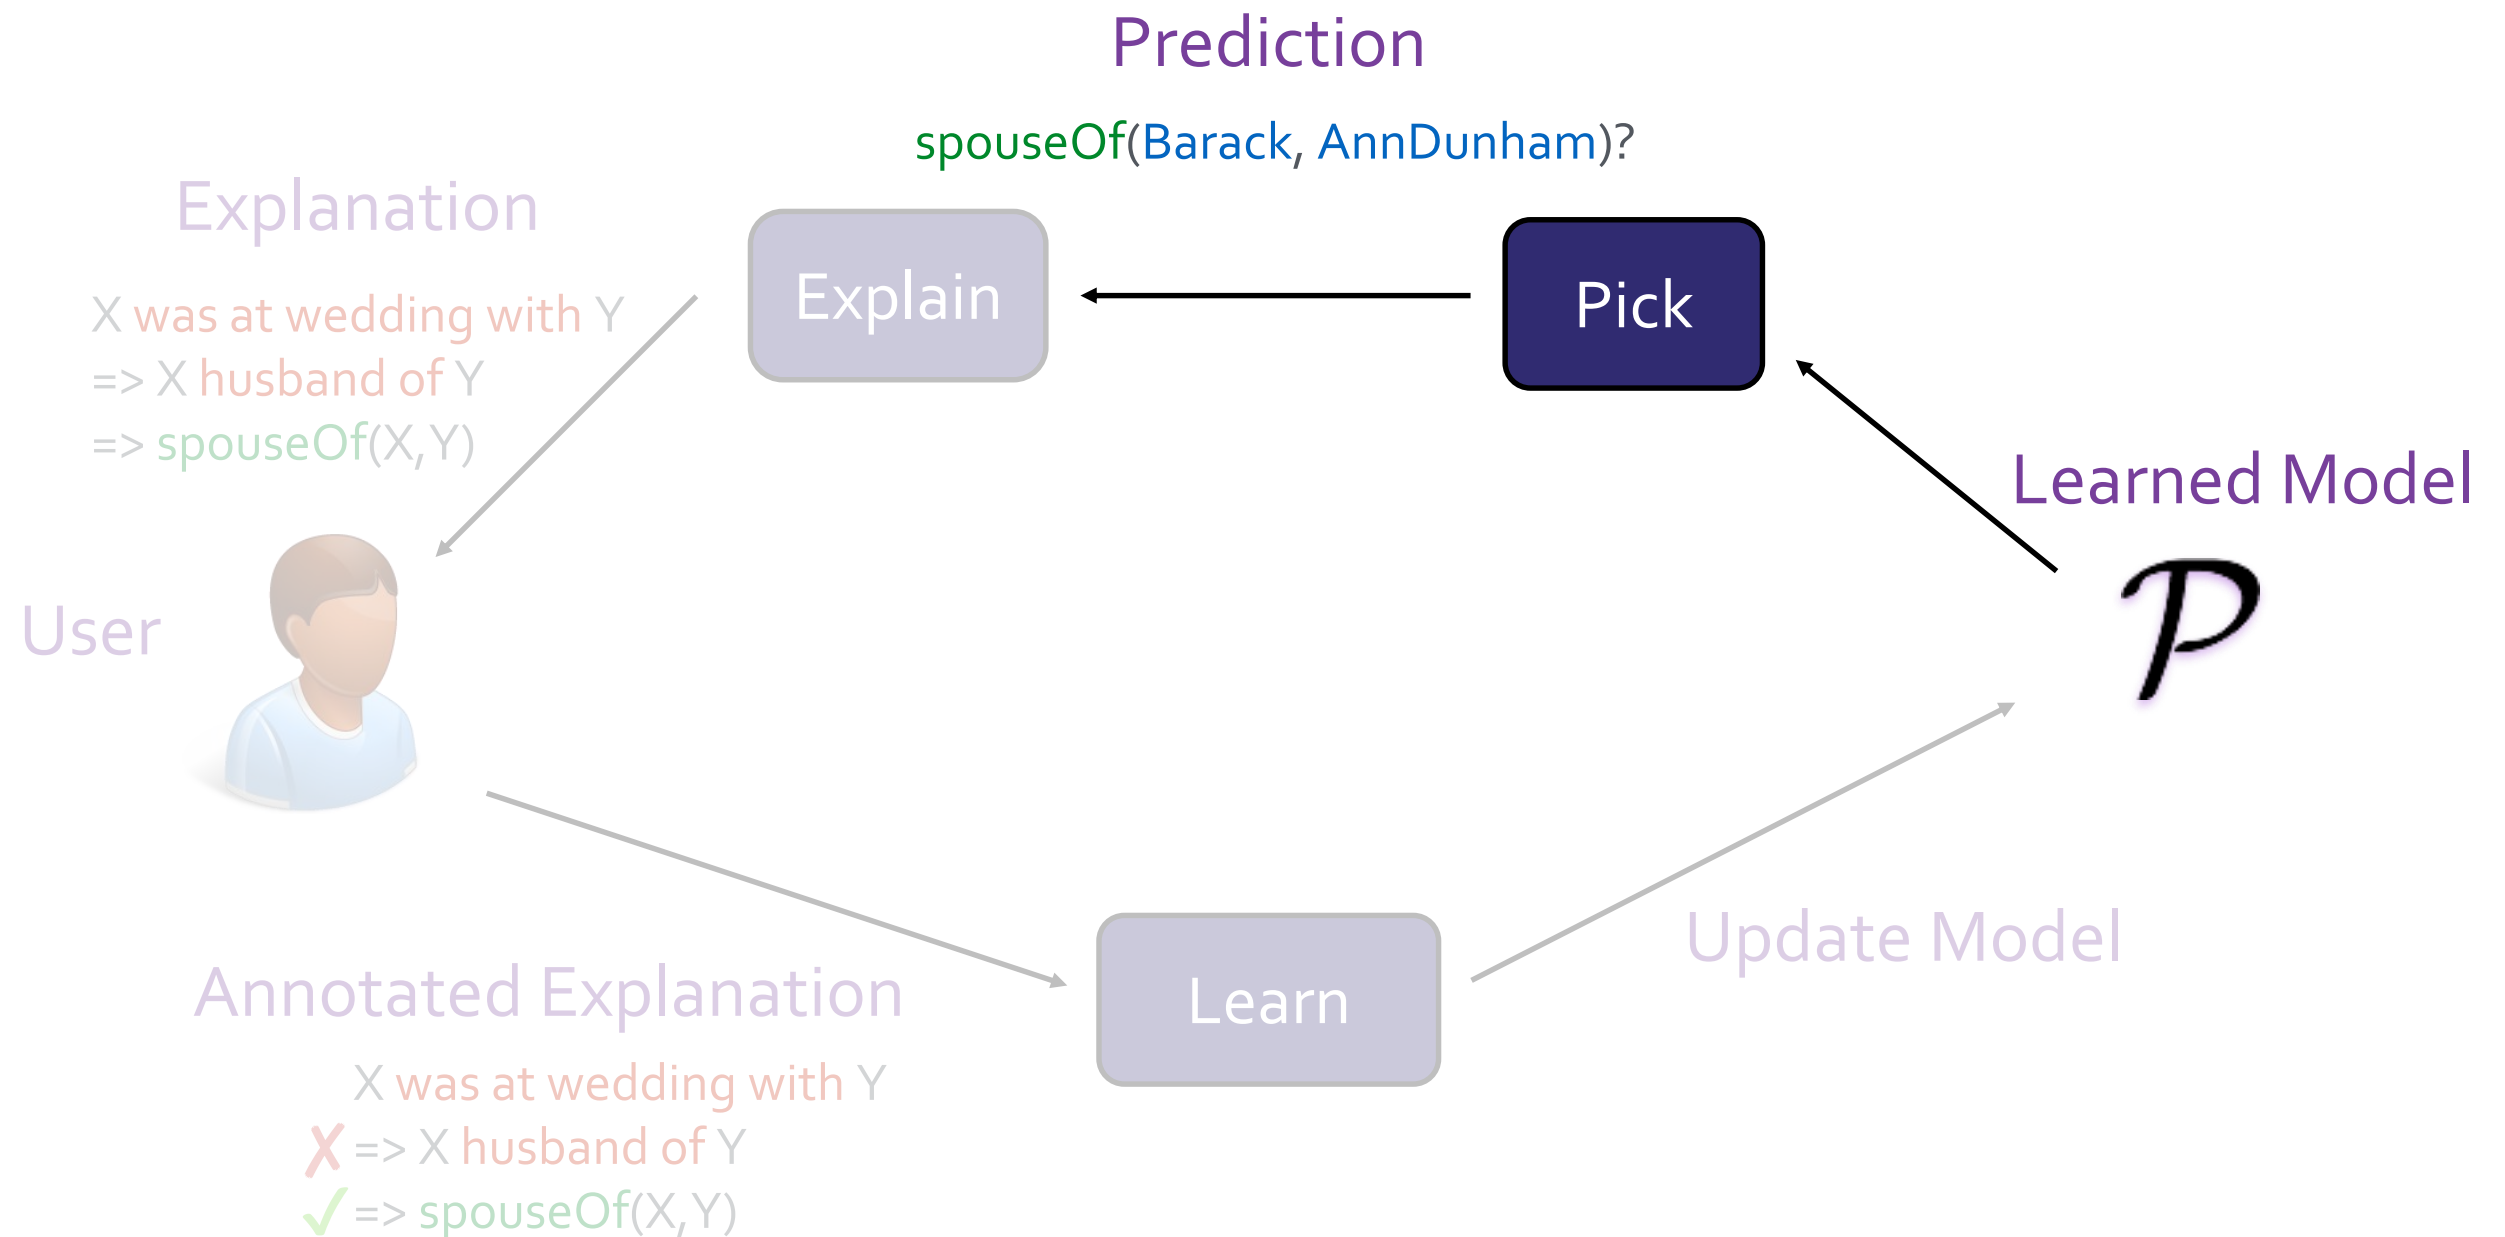 Prediction
spouseOf(Barack, AnnDunham)?
Explanation
X was at wedding with Y
=> X husband of Y
=> spouseOf(X,Y)
Explain
Pick
Learned Model
P
User
Update Model
Learn
Annotated Explanation
X was at wedding with Y
✗ => X husband of Y
✓ => spouseOf(X,Y)